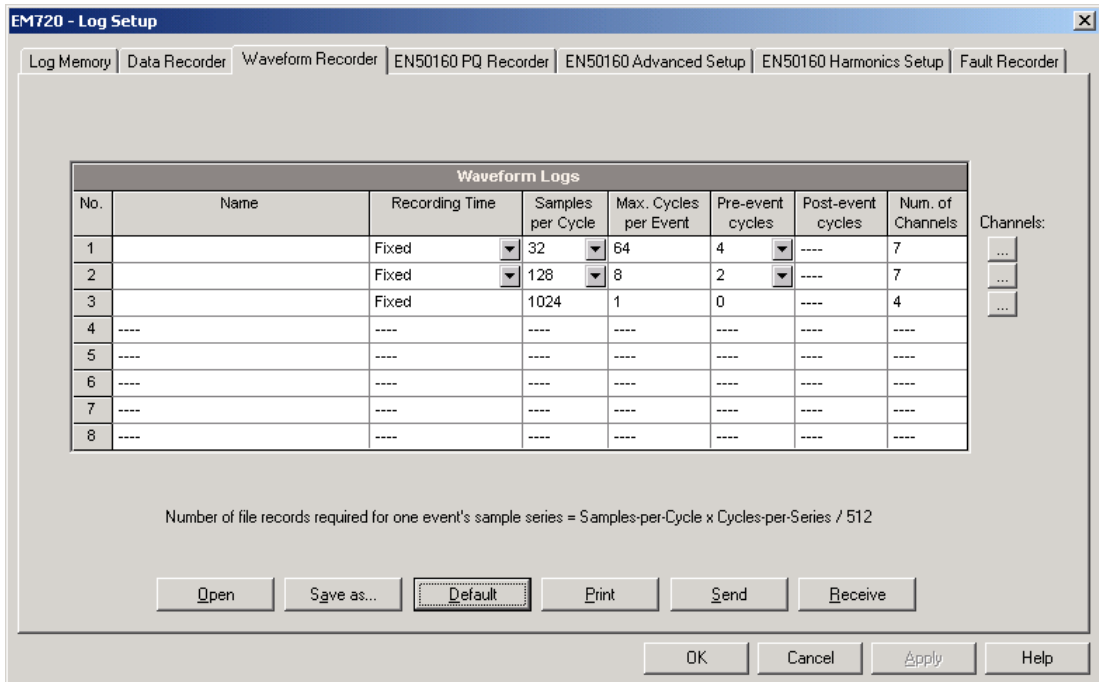 EM720 - Log Setup
Log Memory Data Recorder Waveform Recorder EN50160 PQ Recorder EN50160 Advanced Setup EN50160 Harmonics Setup Fault Recorder
Waveform Logs
No. Name Recording Time Samples per Cycle Max. Cycles per Event Pre-event cycles Post-event cycles Num. of Channels Channels:
1 Fixed 32 64 4 ---- 7 ...
2 Fixed 128 8 2 ---- 7 ...
3 Fixed 1024 1 0 ---- 4 ...
4 ---- ---- ---- ---- ---- ---- ----
5 ---- ---- ---- ---- ---- ---- ----
6 ---- ---- ---- ---- ---- ---- ----
7 ---- ---- ---- ---- ---- ---- ----
8 ---- ---- ---- ---- ---- ---- ----
Number of file records required for one event's sample series = Samples-per-Cycle x Cycles-per-Series / 512
Open Save as... Default Print Send Receive
OK Cancel Apply Help